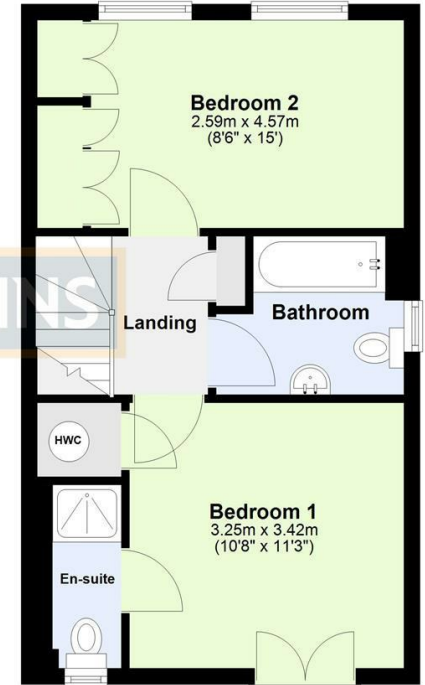 Bedroom 2
2.59m x 4.57m
(8'6" x 15')
NS
Landing
Bathroom
HWC
Bedroom 1
3.25m x 3.42m
(10'8" x 11'3")
En-suite